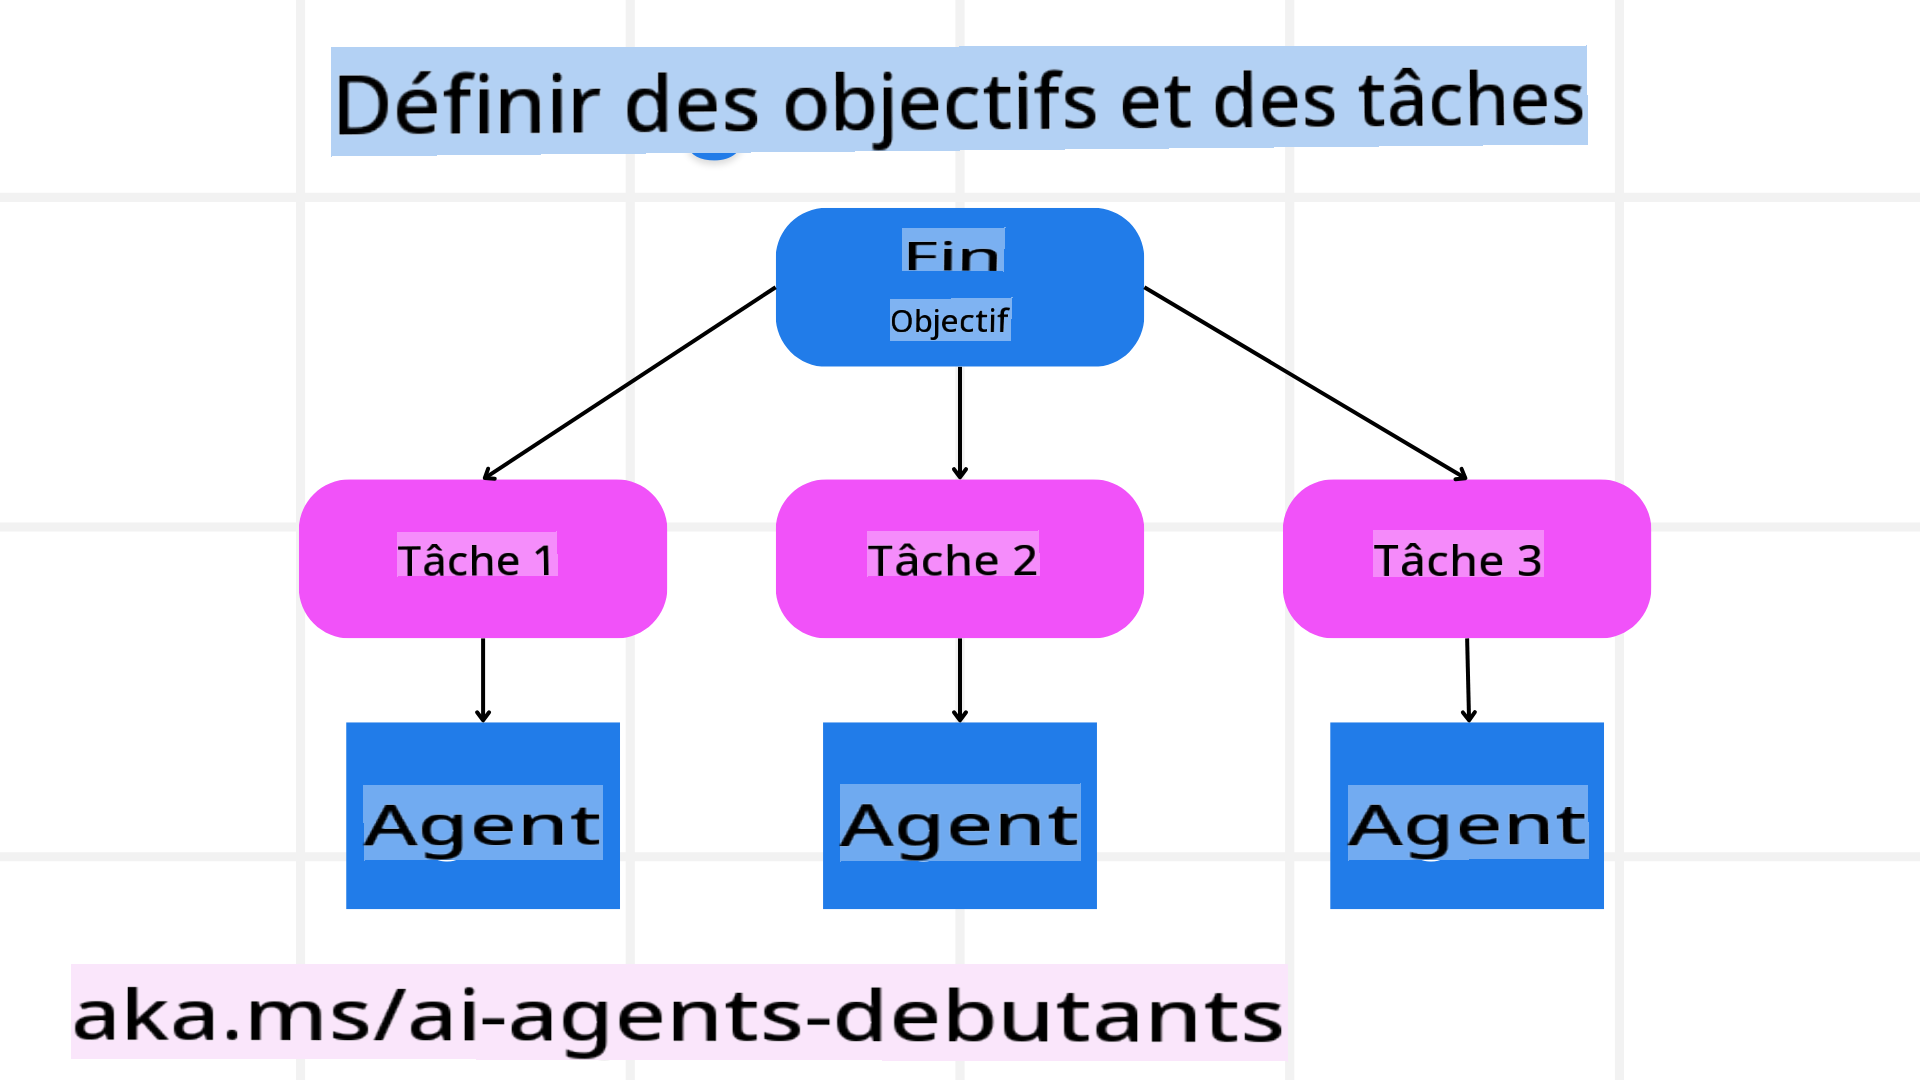 Définir des objectifs et des tâches
Fin
Objectif
Tâche 1
Tâche 2
Tâche 3
Agent
Agent
Agent
aka.ms/ai-agents-debutants